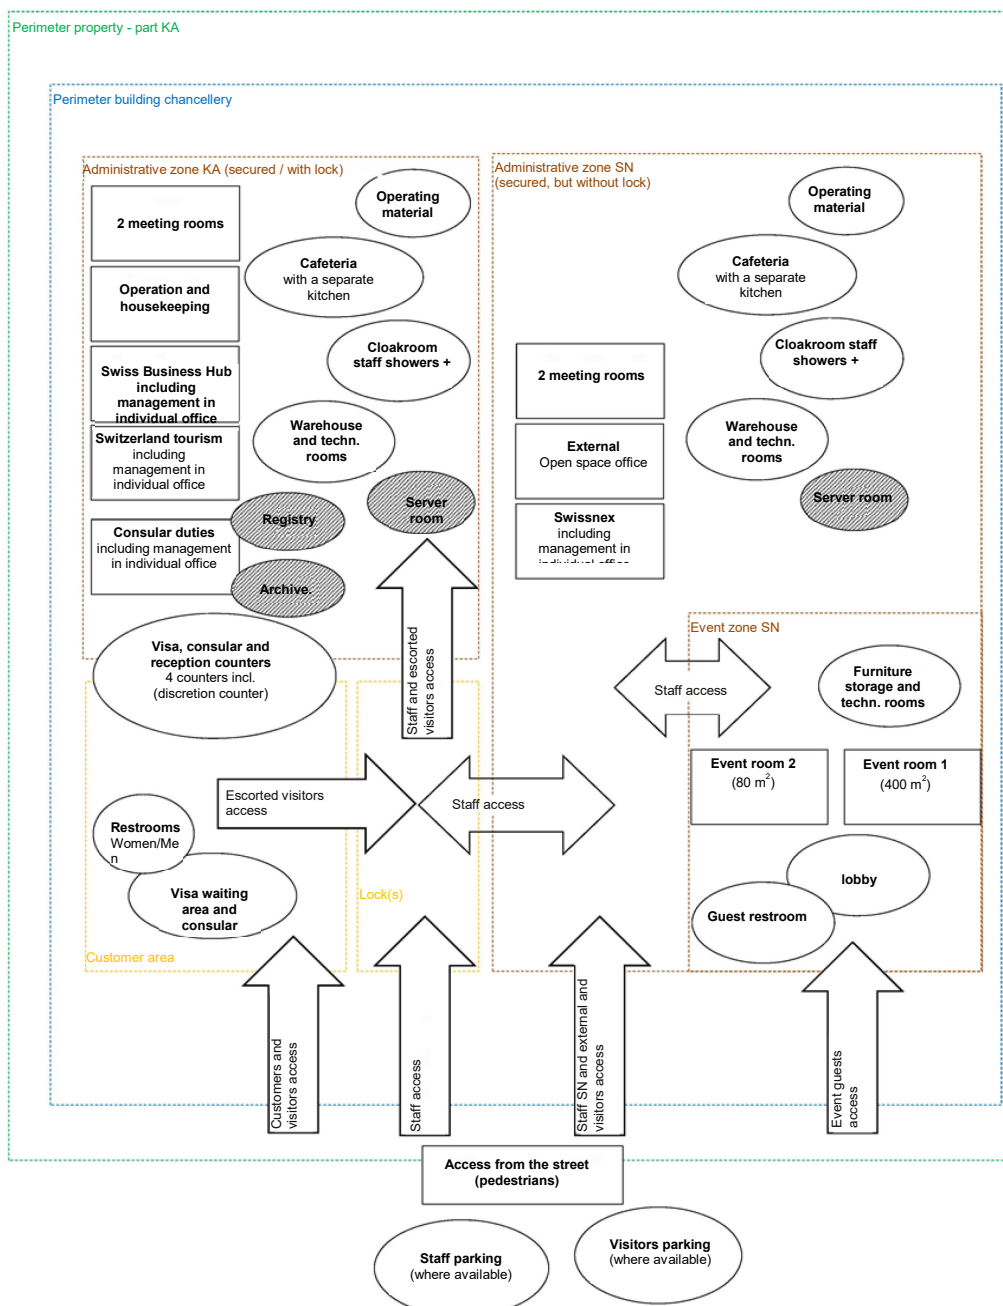 Perimeter property - part KA
Perimeter building chancellery
Administrative zone KA (secured / with lock)
2 meeting rooms
Operating
material
Cafeteria
with a separate
kitchen
Operation and
housekeeping
Cloakroom
staff showers +
Swiss Business Hub
including
management in
individual office
Switzerland tourism
including
management in
individual office
Warehouse
and techn.
rooms
Server
room
Registry
Consular duties
including management
in individual office
Archive.
Visa, consular and
reception counters
4 counters incl.
(discretion counter)
Staff and escorted
visitors access
Administrative zone SN
(secured, but without lock)
Operating
material
Cafeteria
with a separate
kitchen
Cloakroom staff
showers +
2 meeting rooms
Warehouse
and techn.
rooms
External
Open space office
Server room
Swissnex
including
management in
individual office
Event zone SN
Staff access
Furniture
storage and
techn. rooms
Event room 2
(80 m²)
Event room 1
(400 m²)
lobby
Guest restroom
Escorted visitors
access
Staff access
Restrooms
Women/Me
n
Visa waiting
area and
consular
Lock(s)
Customer area
Customers and
visitors access
Staff access
Staff SN and external and
visitors access
Event guests
access
Access from the street
(pedestrians)
Staff parking
(where available)
Visitors parking
(where available)